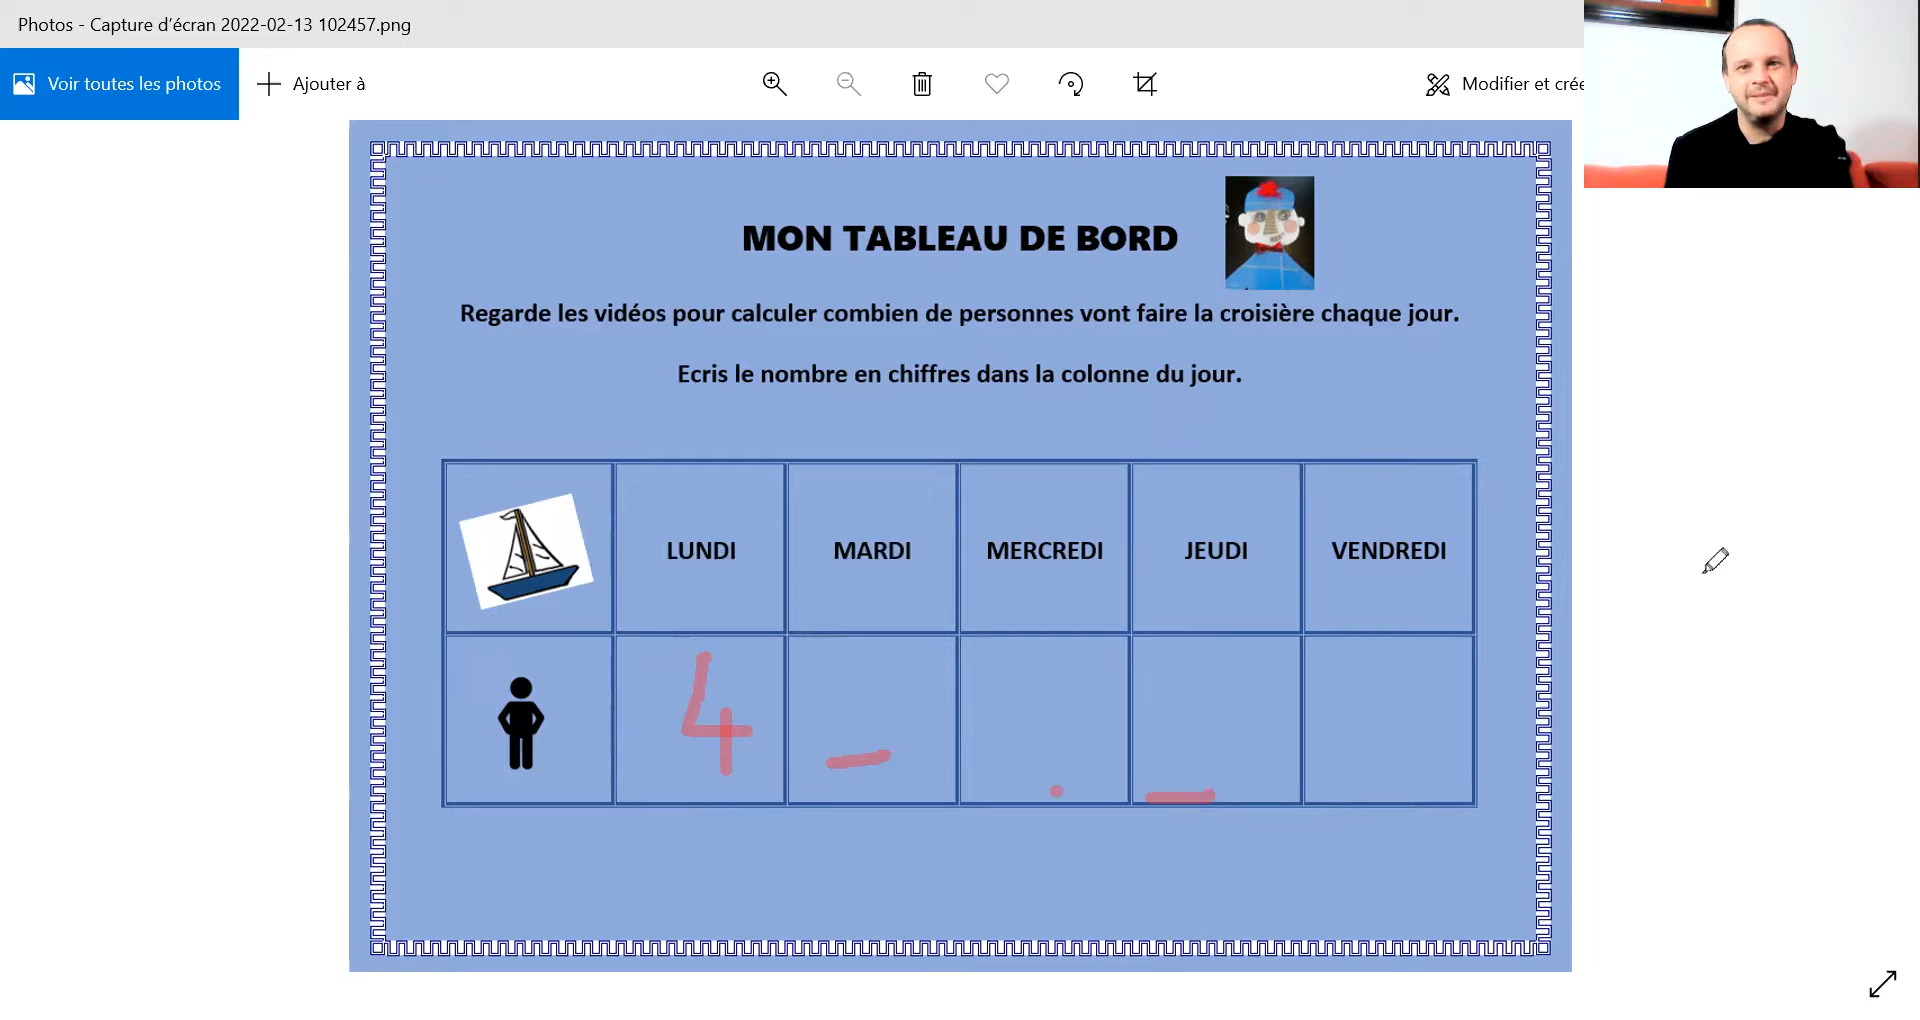 Photos - Capture d'écran 2022-02-13 102457.png
Voir toutes les photos
Ajouter à
Modifier et crée
MON TABLEAU DE BORD
Regarde les vidéos pour calculer combien de personnes vont faire la croisière chaque jour.
Ecris le nombre en chiffres dans la colonne du jour.
LUNDI MARDI MERCREDI JEUDI VENDREDI
4